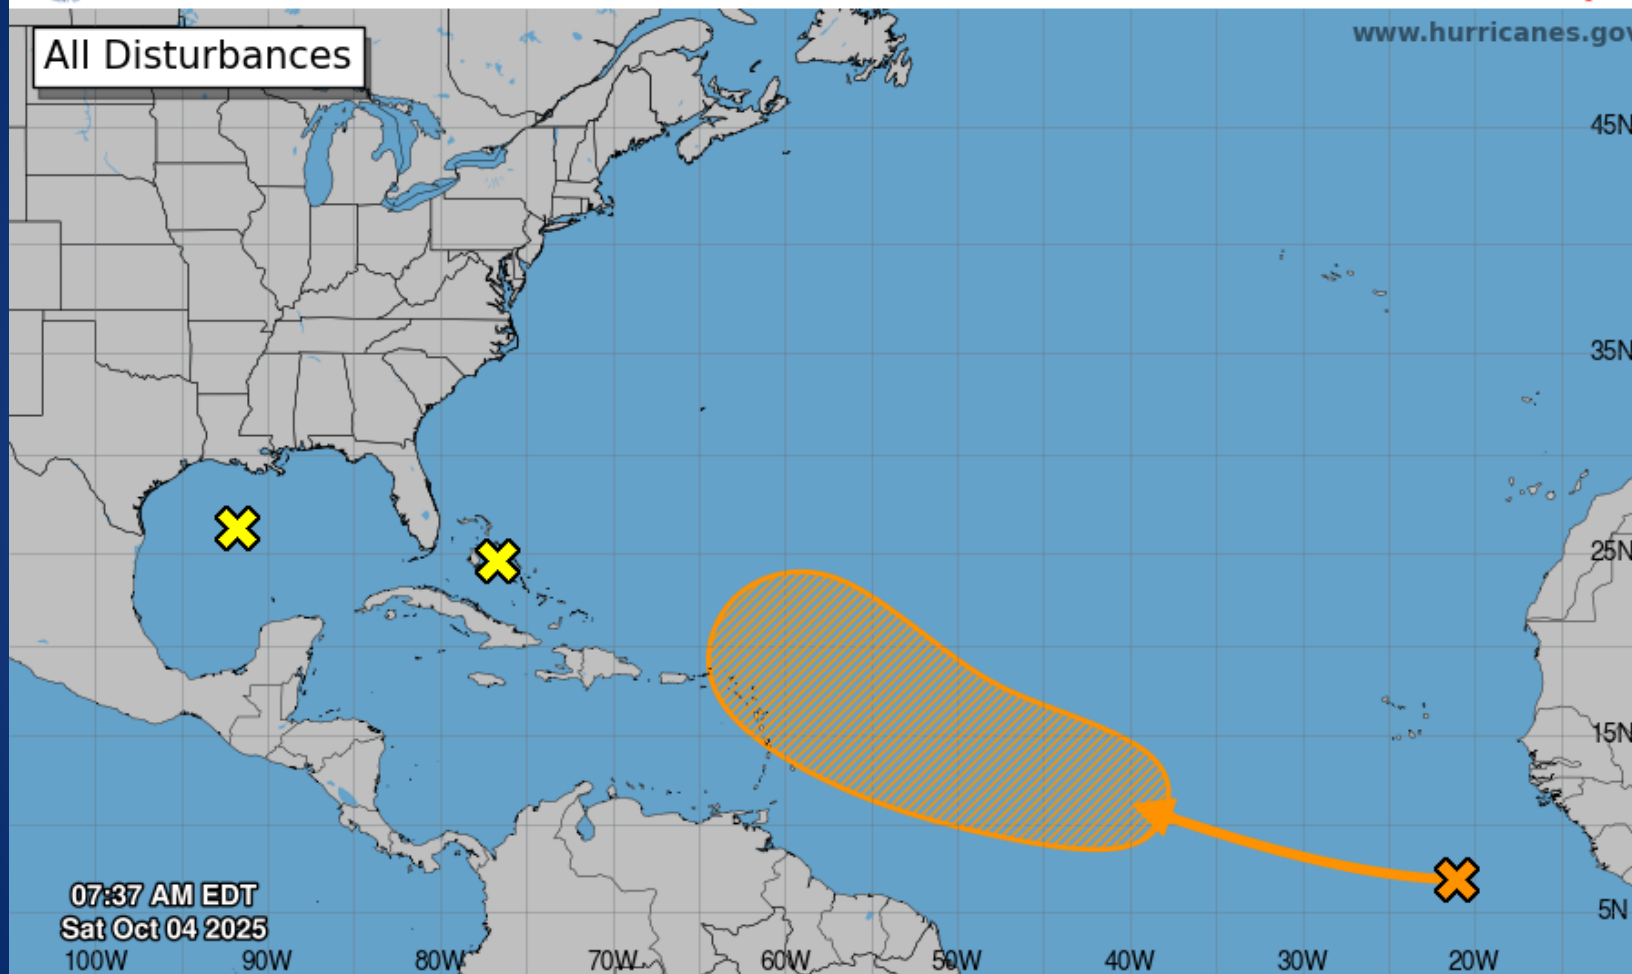 All Disturbances
www.hurricanes.gov
45N
35N
25N
15N
5N
07:37 AM EDT
Sat Oct 04 2025
100W 90W 80W 70W 60W 50W 40W 30W 20W